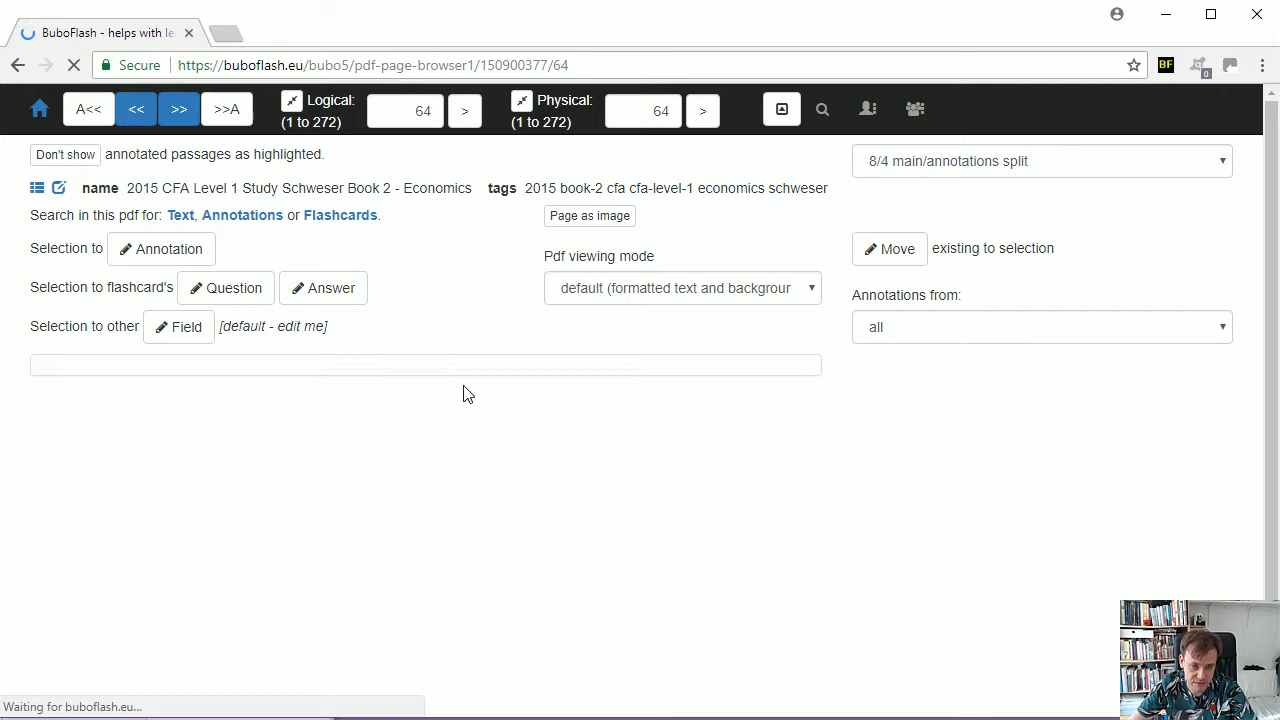 BuboFlash - helps with le
Secure https://buboflash.eu/bubo5/pdf-page-browser1/150900377/64
BF
0
A<< << >> >>A Logical: (1 to 272) 64 > Physical: (1 to 272) 64 >
Don't show annotated passages as highlighted.
8/4 main/annotations split
name 2015 CFA Level 1 Study Schweser Book 2 - Economics tags 2015 book-2 cfa cfa-level-1 economics schweser
Search in this pdf for: Text, Annotations or Flashcards.
Page as image
Selection to Annotation
Pdf viewing mode
Move existing to selection
Selection to flashcard's Question Answer
default (formatted text and backgrour
Annotations from:
Selection to other Field [default - edit me]
all
Waiting for buboflash.eu...